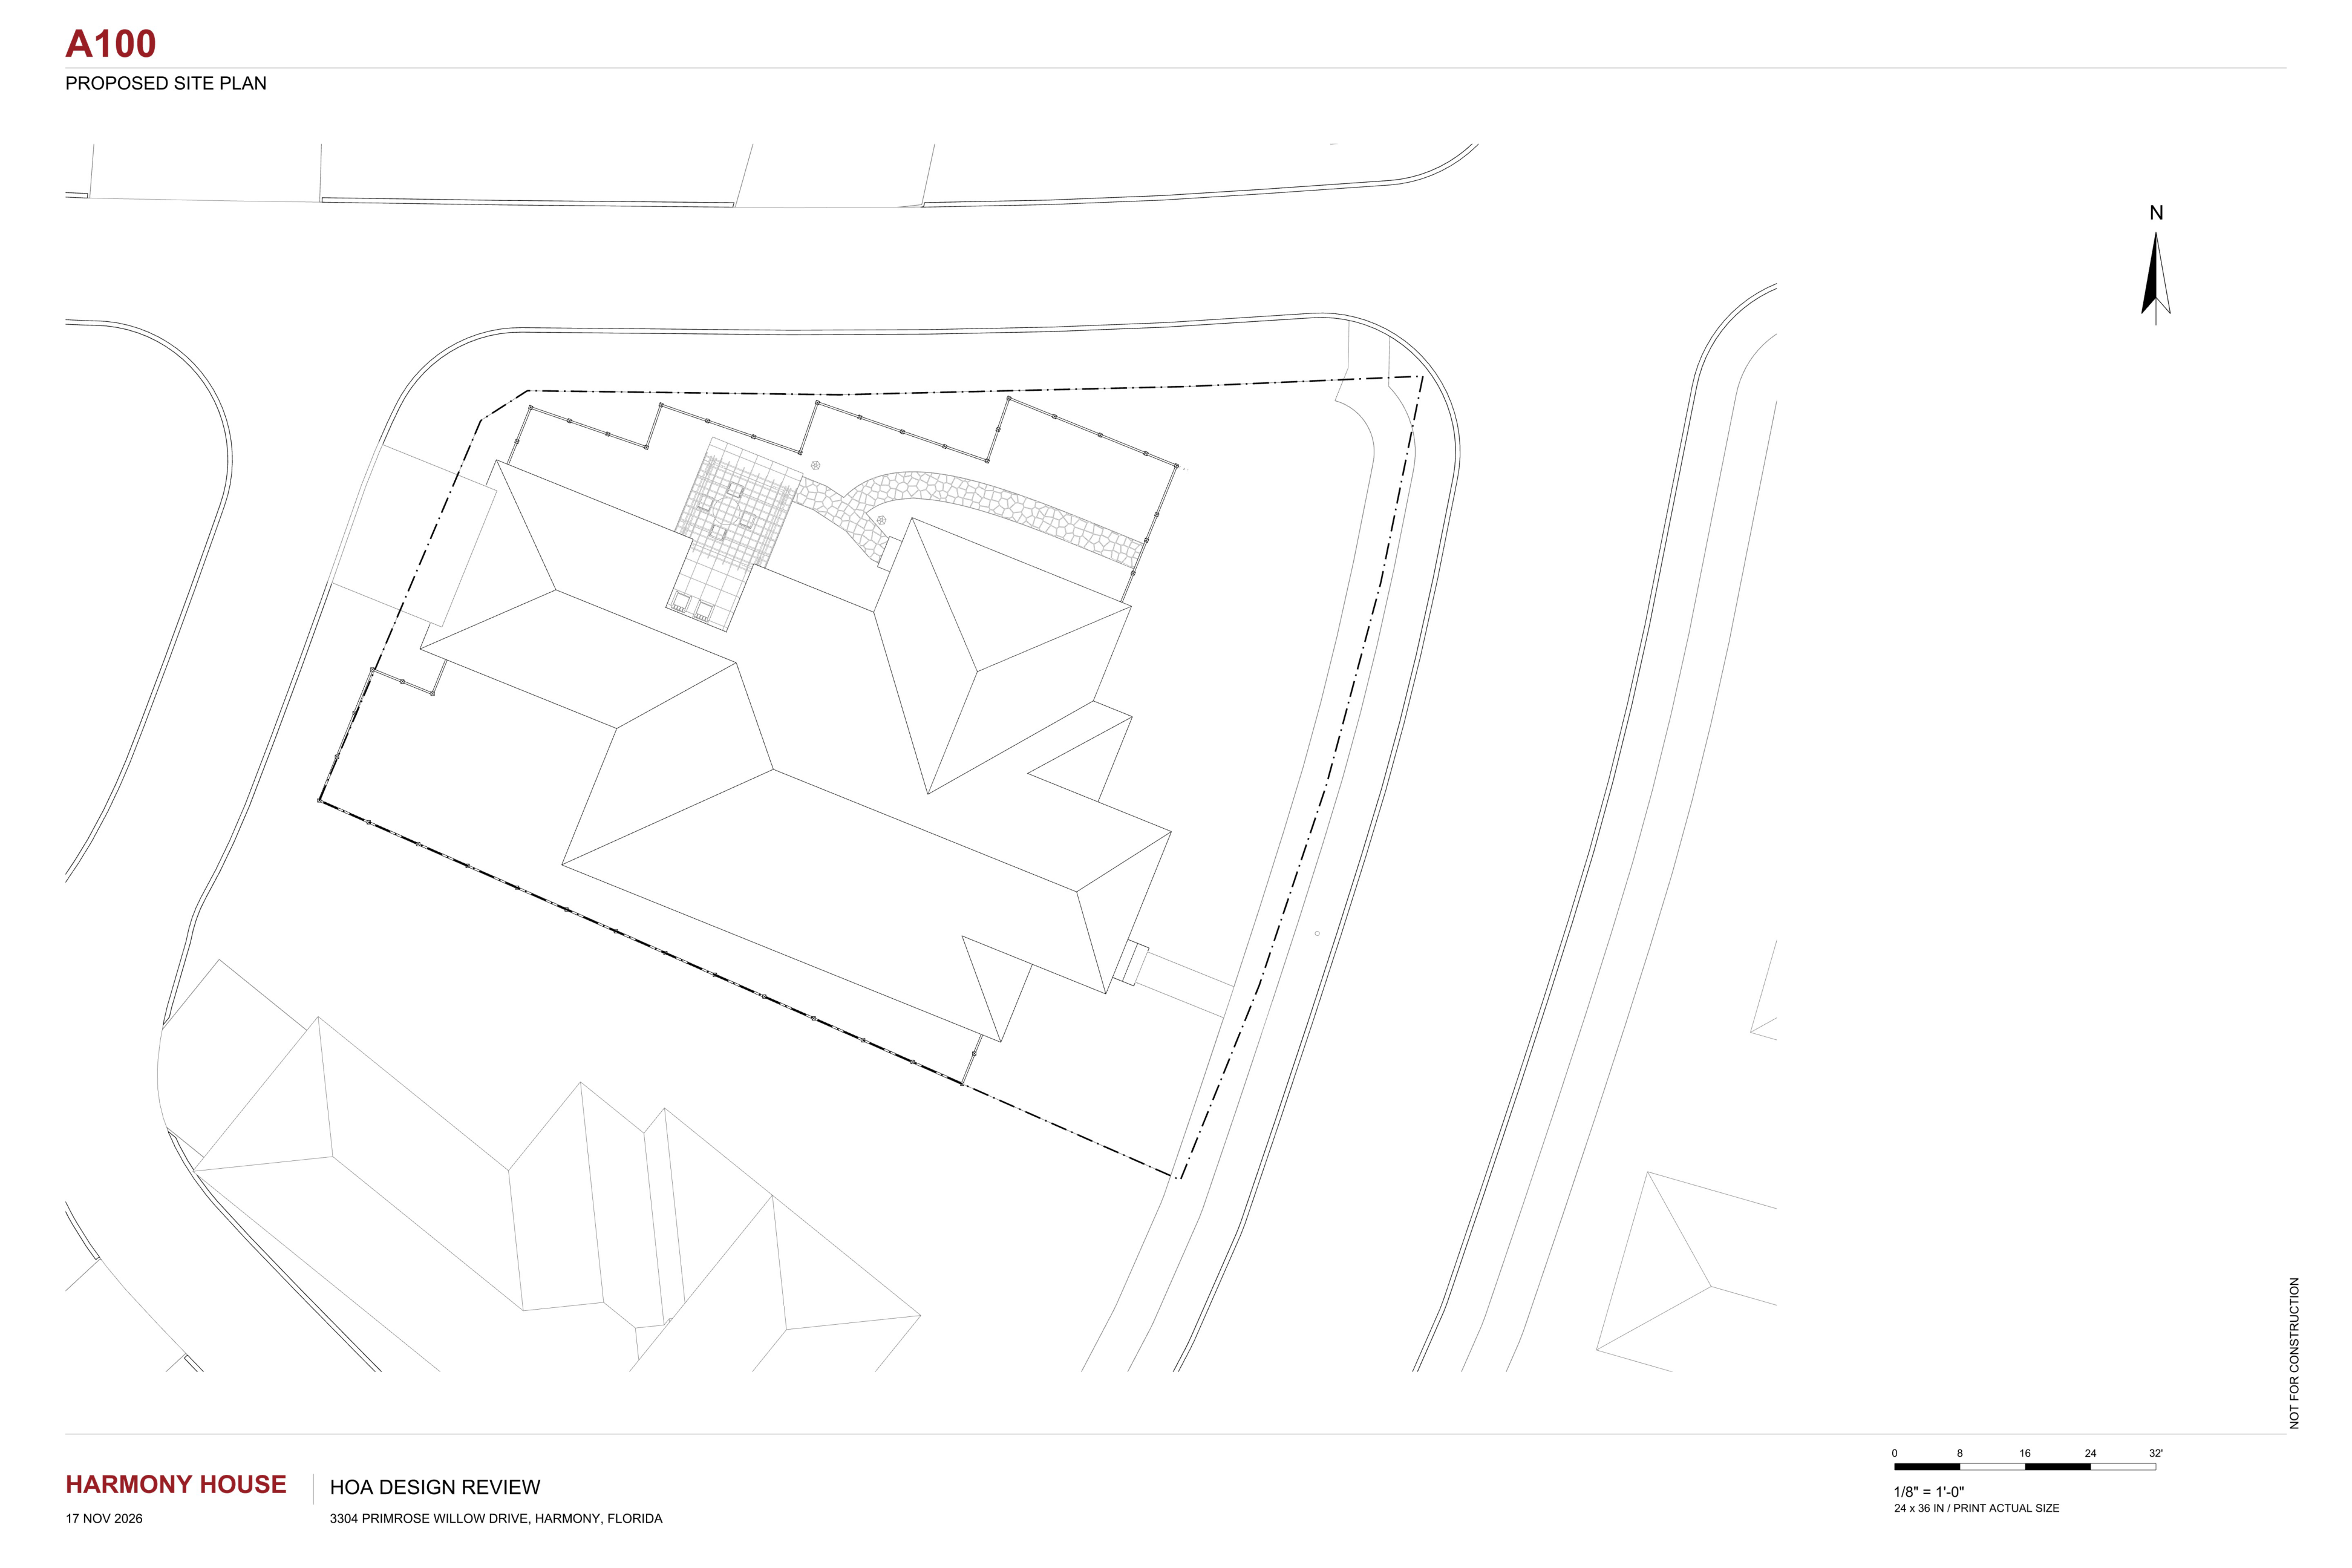 A100
PROPOSED SITE PLAN
N
NOT FOR CONSTRUCTION
HARMONY HOUSE
17 NOV 2026
HOA DESIGN REVIEW
3304 PRIMROSE WILLOW DRIVE, HARMONY, FLORIDA
0 8 16 24 32'
1/8" = 1'-0"
24 x 36 IN / PRINT ACTUAL SIZE